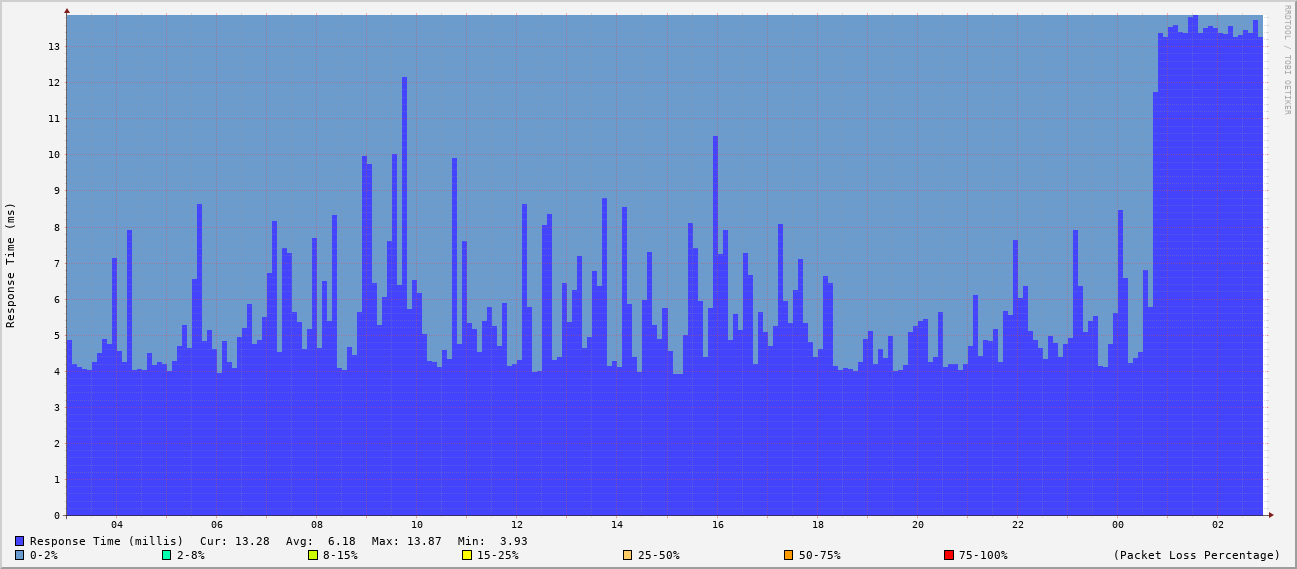 RRDTOOL / TOBI OETIKER
Response Time (ms)
13
12
11
10
9
8
7
6
5
4
3
2
1
0
04 06 08 10 12 14 16 18 20 22 00 02
Response Time (millis) Cur: 13.28 Avg: 6.18 Max: 13.87 Min: 3.93
0-2% 2-8% 8-15% 15-25% 25-50% 50-75% 75-100% (Packet Loss Percentage)